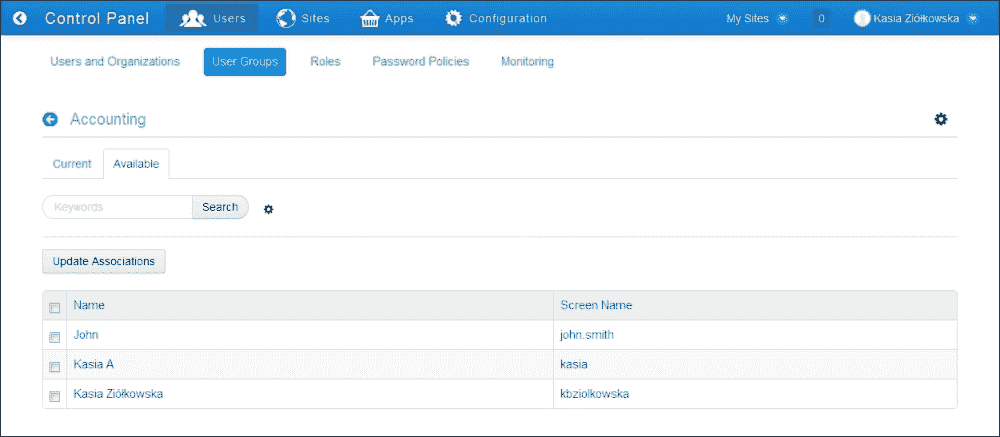 Control Panel Users Sites Apps Configuration My Sites 0 Kasia Ziółkowska
Users and Organizations User Groups Roles Password Policies Monitoring
Accounting
Current Available
Keywords Search
Update Associations
Name Screen Name
John john.smith
Kasia A kasia
Kasia Ziółkowska kbziolkowska